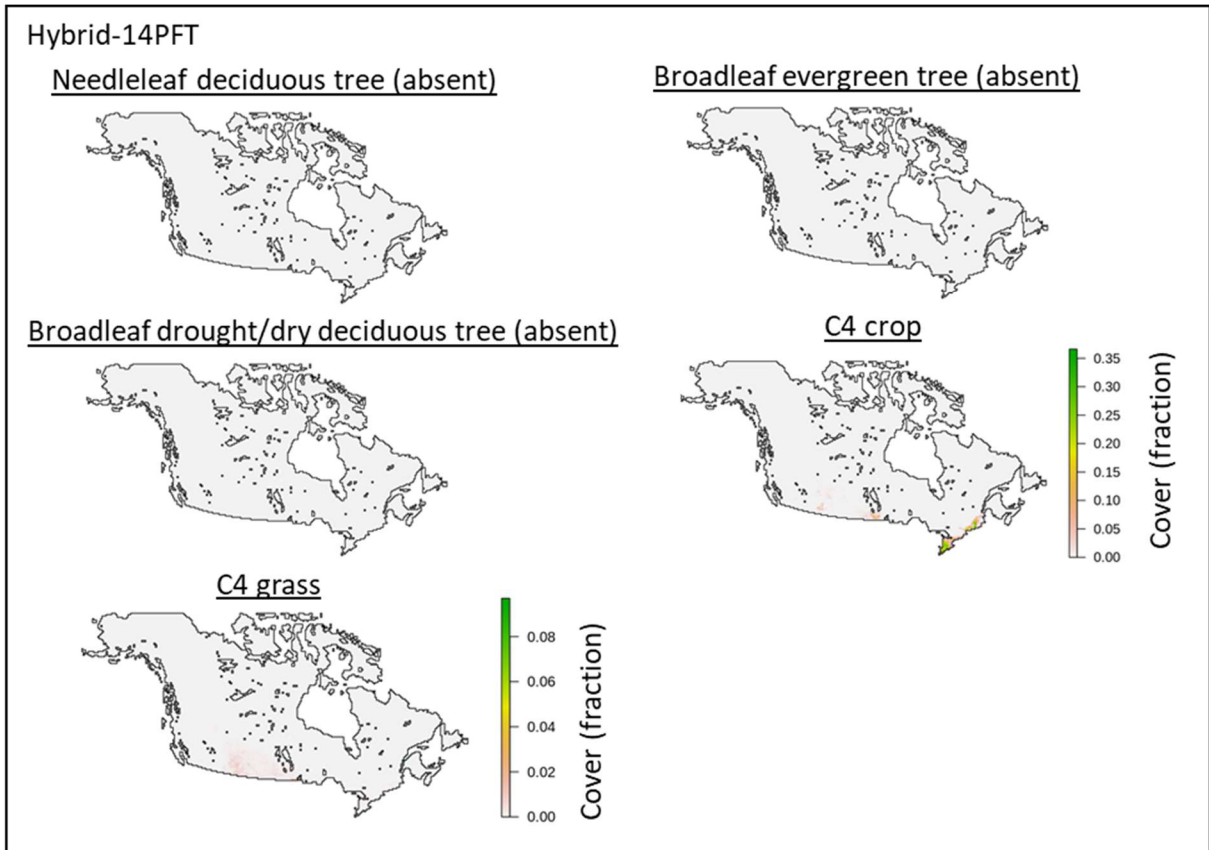 Hybrid-14PFT
Needleleaf deciduous tree (absent)
Broadleaf evergreen tree (absent)
Broadleaf drought/dry deciduous tree (absent)
C4 crop
0.35
0.30
0.25
0.20
0.15
0.10
0.05
0.00
Cover (fraction)
C4 grass
0.08
0.06
0.04
0.02
0.00
Cover (fraction)